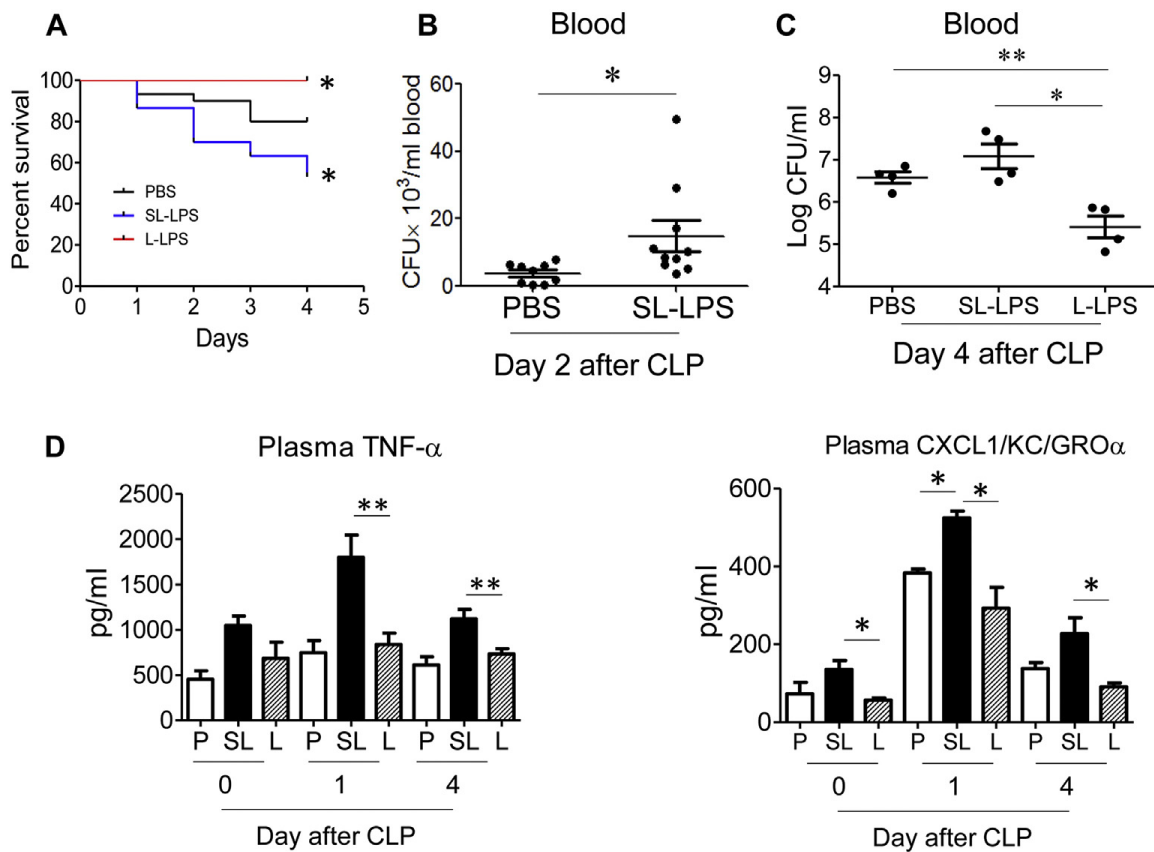 A
Percent survival
100
80
60
40
20
0
0 1 2 3 4 5
Days
PBS
SL-LPS
L-LPS
*
*
B
Blood
CFU× 10³/ml blood
60
40
20
0
*
PBS SL-LPS
Day 2 after CLP
C
Blood
Log CFU/ml
9
7
6
5
4
**
*
PBS SL-LPS L-LPS
Day 4 after CLP
D
Plasma TNF-α
pg/ml
2500
2000
1500
1000
500
0
**
**
P SL L P SL L P SL L
0 1 4
Day after CLP
Plasma CXCL1/KC/GROα
pg/ml
600
400
200
0
*
*
*
*
P SL L P SL L P SL L
0 1 4
Day after CLP